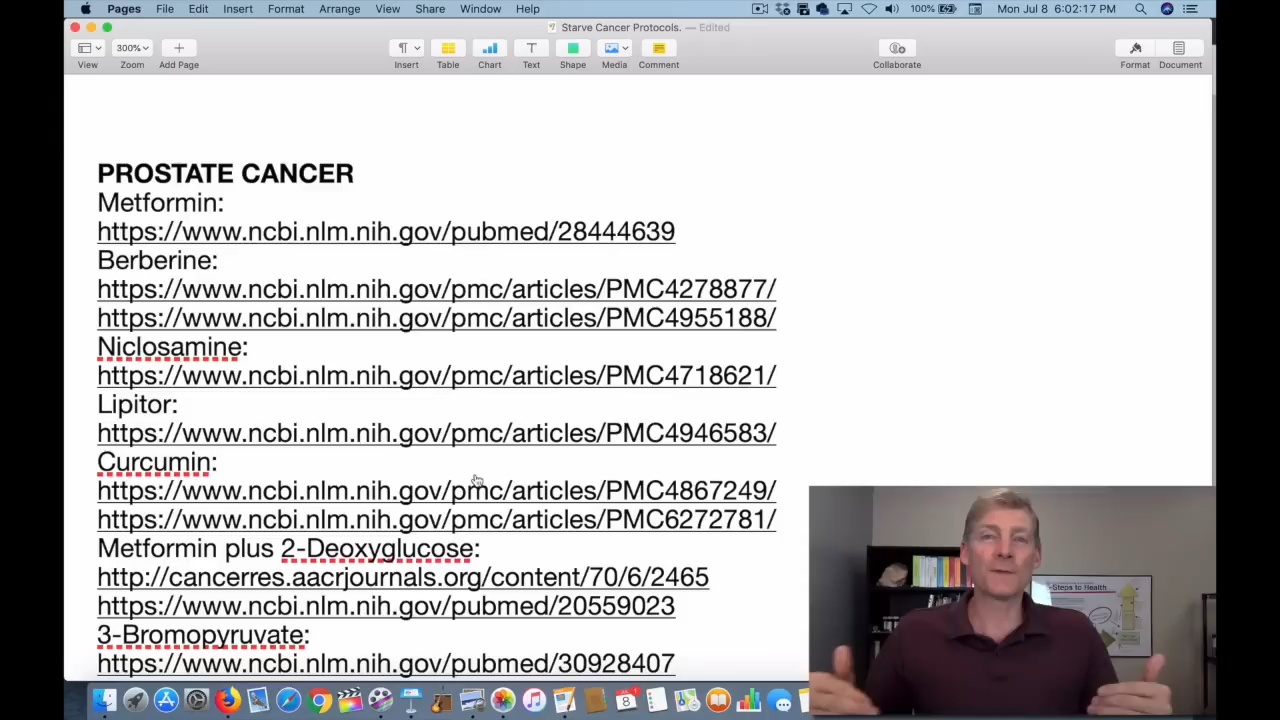 Pages File Edit Insert Format Arrange View Share Window Help 100% Mon Jul 8 6:02:17 PM
Starve Cancer Protocols. — Edited
300%
View Zoom Add Page Insert Table Chart Text Shape Media Comment Collaborate Format Document
PROSTATE CANCER
Metformin:
https://www.ncbi.nlm.nih.gov/pubmed/28444639
Berberine:
https://www.ncbi.nlm.nih.gov/pmc/articles/PMC4278877/
https://www.ncbi.nlm.nih.gov/pmc/articles/PMC4955188/
Niclosamine:
https://www.ncbi.nlm.nih.gov/pmc/articles/PMC4718621/
Lipitor:
https://www.ncbi.nlm.nih.gov/pmc/articles/PMC4946583/
Curcumin:
https://www.ncbi.nlm.nih.gov/pmc/articles/PMC4867249/
https://www.ncbi.nlm.nih.gov/pmc/articles/PMC6272781/
Metformin plus 2-Deoxyglucose:
http://cancerres.aacrjournals.org/content/70/6/2465
https://www.ncbi.nlm.nih.gov/pubmed/20559023
3-Bromopyruvate:
https://www.ncbi.nlm.nih.gov/pubmed/30928407
-Steps to Health
8